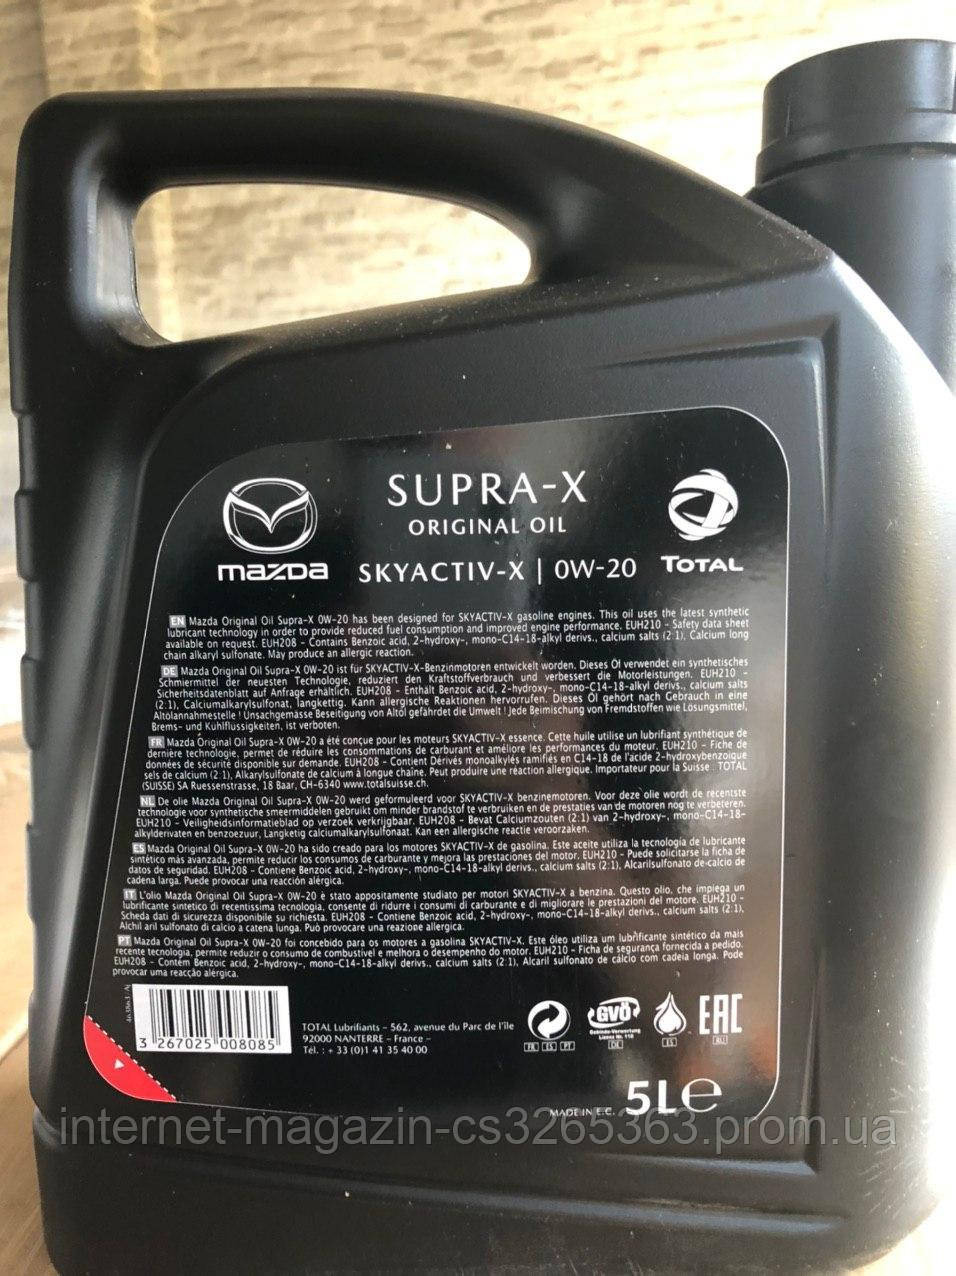 SUPRA-X
ORIGINAL OIL
mazda
SKYACTIV-X | 0W-20
TOTAL
EN Mazda Original Oil Supra-X 0W-20 has been designed for SKYACTIV-X gasoline engines. This oil uses the latest synthetic
lubricant technology in order to provide reduced fuel consumption and improved engine performance. EUH210 - Safety data sheet
available on request. EUH208 - Contains Benzoic acid, 2-hydroxy-, mono-C14-18-alkyl derivs., calcium salts (2:1), Calcium long
chain alkaryl sulfonate. May produce an allergic reaction.
DE Mazda Original Oil Supra-X 0W-20 ist für SKYACTIV-X-Benzinmotoren entwickelt worden. Dieses Öl verwendet ein synthetisches
Schmiermittel der neuesten Technologie, reduziert den Kraftstoffverbrauch und verbessert die Motorleistungen. EUH210 -
Sicherheitsdatenblatt auf Anfrage erhältlich. EUH208 - Enthält Benzoic acid, 2-hydroxy-, mono-C14-18-alkyl derivs., calcium salts
(2:1), Calciumalkarylsulfonat, langkettig. Kann allergische Reaktionen hervorrufen. Dieses Öl gehört nach Gebrauch in eine
Altölannahmestelle ! Unsachgemässe Beseitigung von Altöl gefährdet die Umwelt ! Jede Beimischung von Fremdstoffen wie Lösungsmittel,
Brems- und Kühlflüssigkeiten, ist verboten.
FR Mazda Original Oil Supra-X 0W-20 a été conçue pour les moteurs SKYACTIV-X essence. Cette huile utilise un lubrifiant synthétique de
dernière technologie, permet de réduire les consommations de carburant et améliore les performances du moteur. EUH210 - Fiche de
données de sécurité disponible sur demande. EUH208 - Contient Dérivés monoalkylés ramifiés en C14-18 de l'acide 2-hydroxybenzoïque
sels de calcium (2:1), Alkarylsulfonate de calcium à longue chaîne. Peut produire une réaction allergique. Importateur pour la Suisse : TOTAL
(SUISSE) SA Ruessenstrasse, 18 Baar, CH-6340 www.totalsuisse.ch.
NL De olie Mazda Original Oil Supra-X 0W-20 werd geformuleerd voor SKYACTIV-X benzinemotoren. Voor deze olie wordt de recentste
technologie voor synthetische smeermiddelen gebruikt om minder brandstof te verbruiken en de prestaties van de motoren nog te verbeteren.
EUH210 - Veiligheidsinformatieblad op verzoek verkrijgbaar. EUH208 - Bevat Calciumzouten (2:1) van 2-hydroxy-, mono-C14-18-
alkylderivaten en benzoezuur, Langketig calciumalkarylsulfonaat. Kan een allergische reactie veroorzaken.
ES Mazda Original Oil Supra-X 0W-20 ha sido creado para los motores SKYACTIV-X de gasolina. Este aceite utiliza la tecnología de lubricante
sintético más avanzada, permite reducir los consumos de carburante y mejora las prestaciones del motor. EUH210 - Puede solicitarse la ficha de
datos de seguridad. EUH208 - Contiene Benzoic acid, 2-hydroxy-, mono-C14-18-alkyl derivs., calcium salts (2:1), Alcarilsulfonato de-calcio de
cadena larga. Puede provocar una reacción alérgica.
IT L'olio Mazda Original Oil Supra-X 0W-20 è stato appositamente studiato per motori SKYACTIV-X a benzina. Questo olio, che impiega un
lubrificante sintetico di recentissima tecnologia, consente di ridurre i consumi di carburante e di migliorare le prestazioni del motore. EUH210 -
Scheda dati di sicurezza disponibile su richiesta. EUH208 - Contiene Benzoic acid, 2-hydroxy-, mono-C14-18-alkyl derivs., calcium salts (2:1),
Alchil aril sulfonato di calcio a catena lunga. Può provocare una reazione allergica.
PT Mazda Original Oil Supra-X 0W-20 foi concebido para os motores a gasolina SKYACTIV-X. Este óleo utiliza um lubrificante sintético da mais
recente tecnologia, permite reduzir o consumo de combustível e melhora o desempenho do motor. EUH210 - Ficha de segurança fornecida a pedido.
EUH208 - Contém Benzoic acid, 2-hydroxy-, mono-C14-18-alkyl derivs., calcium salts (2:1), Alcaril sulfonato de cálcio com cadeia longa. Pode
provocar uma reacção alérgica.
3 267025 008085
TOTAL Lubrifiants - 562, avenue du Parc de l'île
92000 NANTERRE - France -
Tél. : + 33 (0)1 41 35 40 00
GVÖ
Gebinde-Verwertung
Lizenz Nr. 118
EAC
FR ES PT
DE
ES
RU
MADE IN E.C. 5L e
internet-magazin-cs3265363.prom.ua